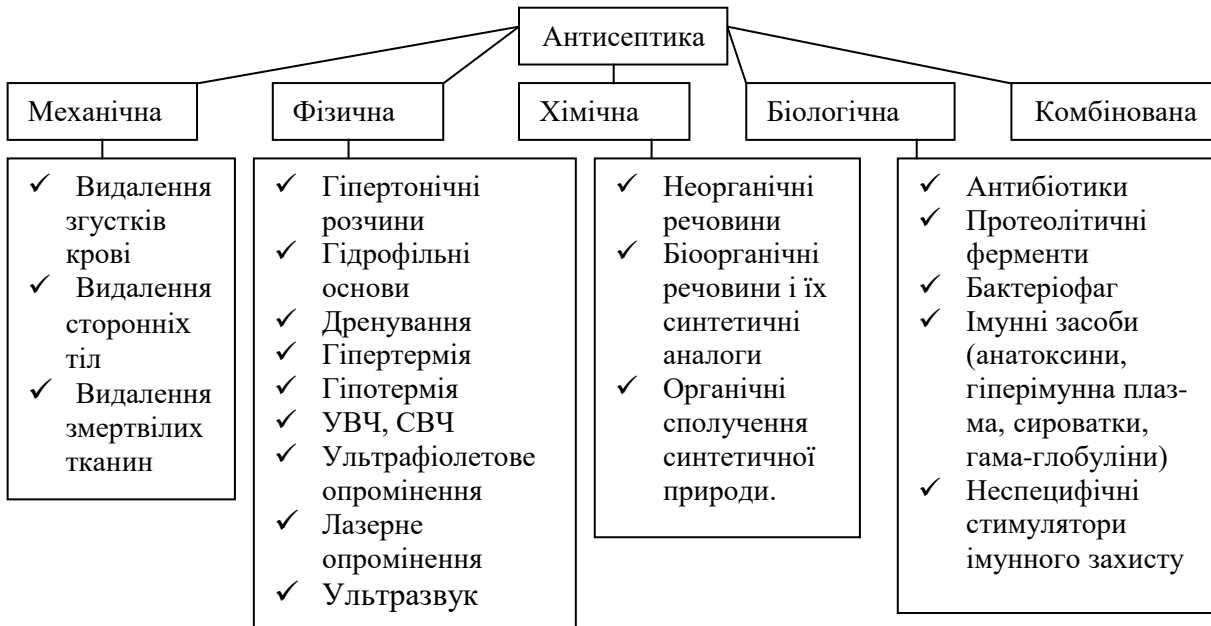 Антисептика
Механічна
Фізична
Хімічна
Біологічна
Комбінована
✓ Видалення
згустків
крові
✓ Видалення
сторонніх
тіл
✓ Видалення
змертвілих
тканин
✓ Гіпертонічні
розчини
✓ Гідрофільні
основи
✓ Дренування
✓ Гіпертермія
✓ Гіпотермія
✓ УВЧ, СВЧ
✓ Ультрафіолетове
опромінення
✓ Лазерне
опромінення
✓ Ультразвук
✓ Неорганічні
речовини
✓ Біоорганічні
речовини і їх
синтетичні
аналоги
✓ Органічні
сполучення
синтетичної
природи.
✓ Антибіотики
✓ Протеолітичні
ферменти
✓ Бактеріофаг
✓ Імунні засоби
(анатоксини,
гіперімунна плаз-
ма, сироватки,
гама-глобуліни)
✓ Неспецифічні
стимулятори
імунного захисту